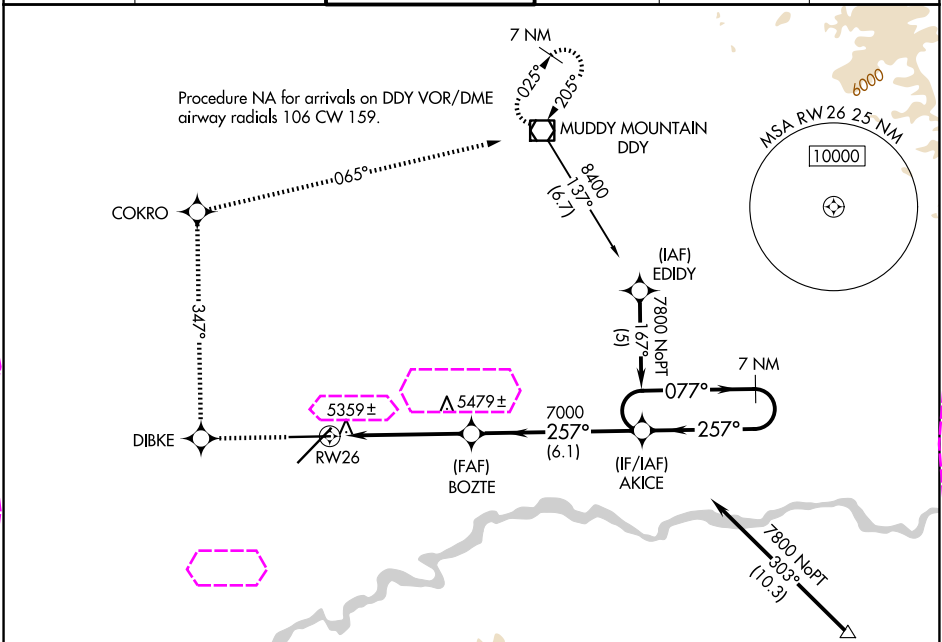 7 NM
025°
205°
6000
Procedure NA for arrivals on DDY VOR/DME
airway radials 106 CW 159.
MUDDY MOUNTAIN
DDY
MSA RW26 25 NM
10000
065°
8400
137°
(6.7)
COKRO
(IAF)
EDIDY
347°
7800 NoPT
167°
(5)
7 NM
077°
5359±
5479±
7000
257°
(6.1)
257°
DIBKE
RW26
(FAF)
BOZTE
(IF/IAF)
AKICE
7800 NoPT
303°
(10.3)